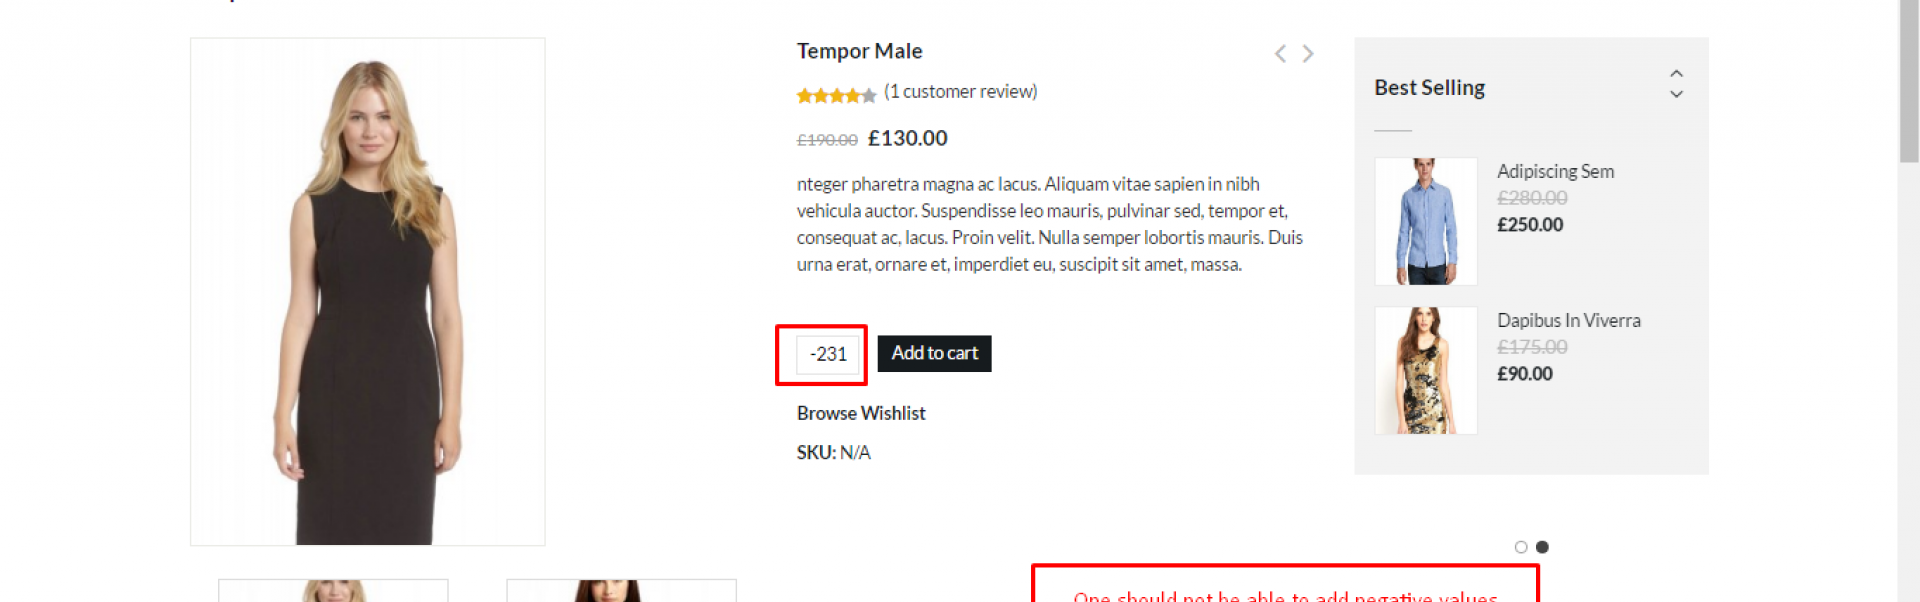 Tempor Male
(1 customer review)
£190.00 £130.00
nteger pharetra magna ac lacus. Aliquam vitae sapien in nibh
vehicula auctor. Suspendisse leo mauris, pulvinar sed, tempor et,
consequat ac, lacus. Proin velit. Nulla semper lobortis mauris. Duis
urna erat, ornare et, imperdiet eu, suscipit sit amet, massa.
-231 Add to cart
Browse Wishlist
SKU: N/A
Best Selling
Adipiscing Sem
£280.00
£250.00
Dapibus In Viverra
£175.00
£90.00
One should not be able to add negative values